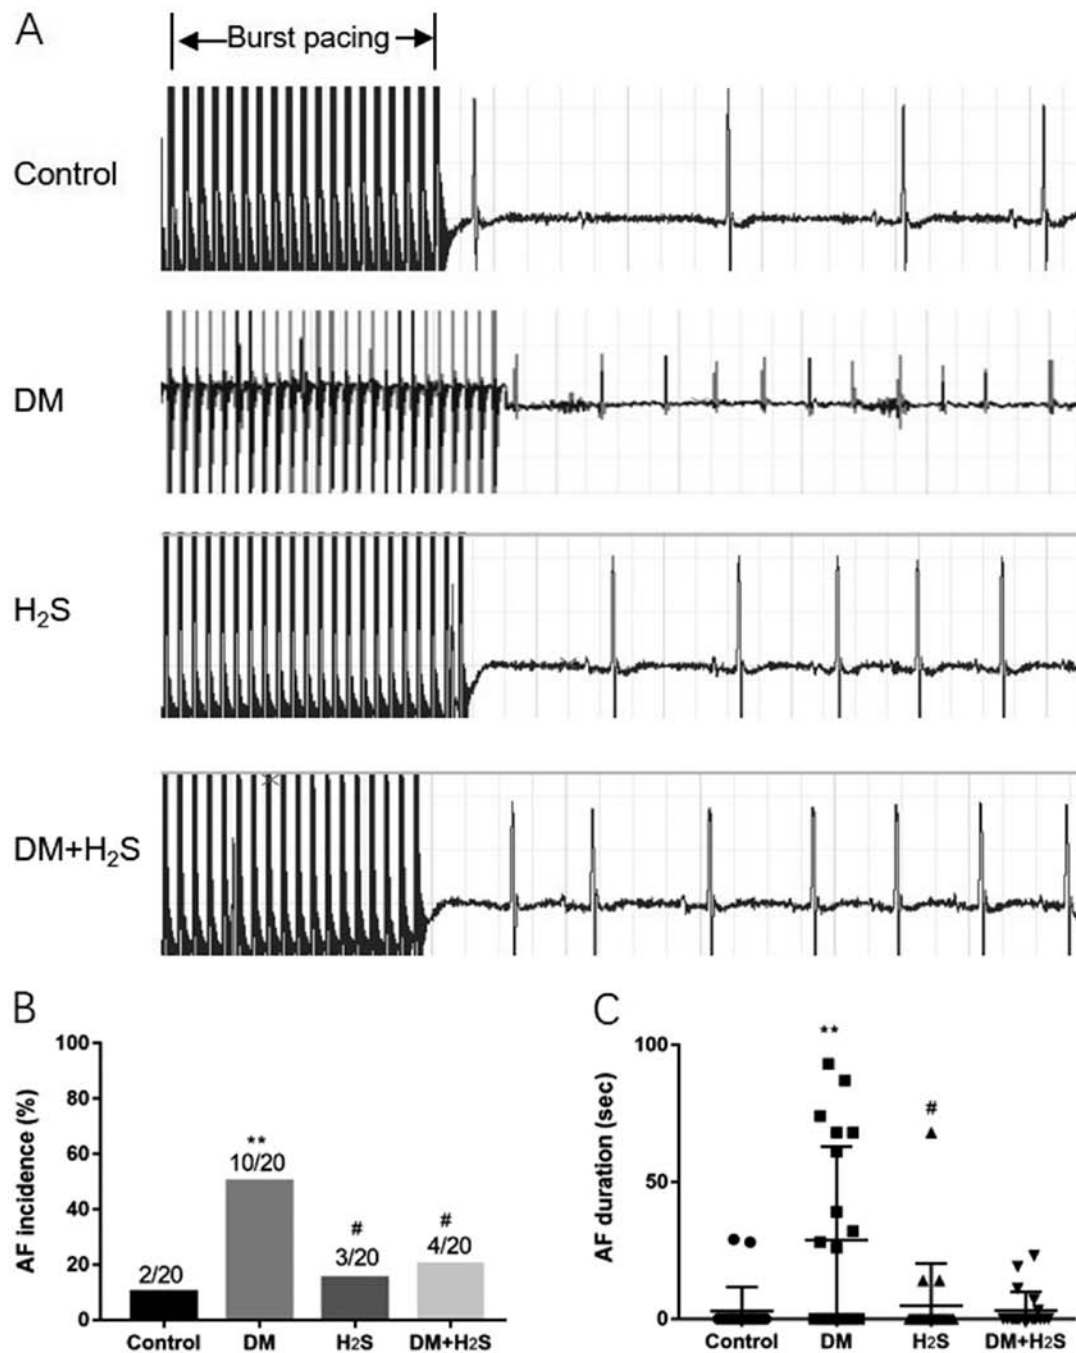 A
Burst pacing
Control
DM
H₂S
DM+H₂S
B
AF incidence (%)
100
80
60
40
20
0
2/20
**
10/20
#
3/20
#
4/20
Control DM H₂S DM+H₂S
C
AF duration (sec)
100
50
0
**
#
Control DM H₂S DM+H₂S